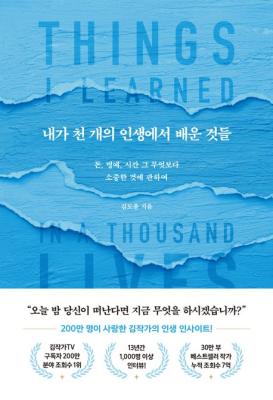 THINGS
I LEARNED
내가 천 개의 인생에서 배운 것들
돈, 명예, 시간 그 무엇보다
소중한 것에 관하여
김도윤 지음
IN A THOUSAND
LIVES
“오늘 밤 당신이 떠난다면 지금 무엇을 하시겠습니까?”
200만 명이 사랑한 김작가의 인생 인사이트!
김작가TV
구독자 200만
분야 조회수 1위
13년간
1,000명 이상
인터뷰!
30만 부
베스트셀러 작가
누적 조회수 7억